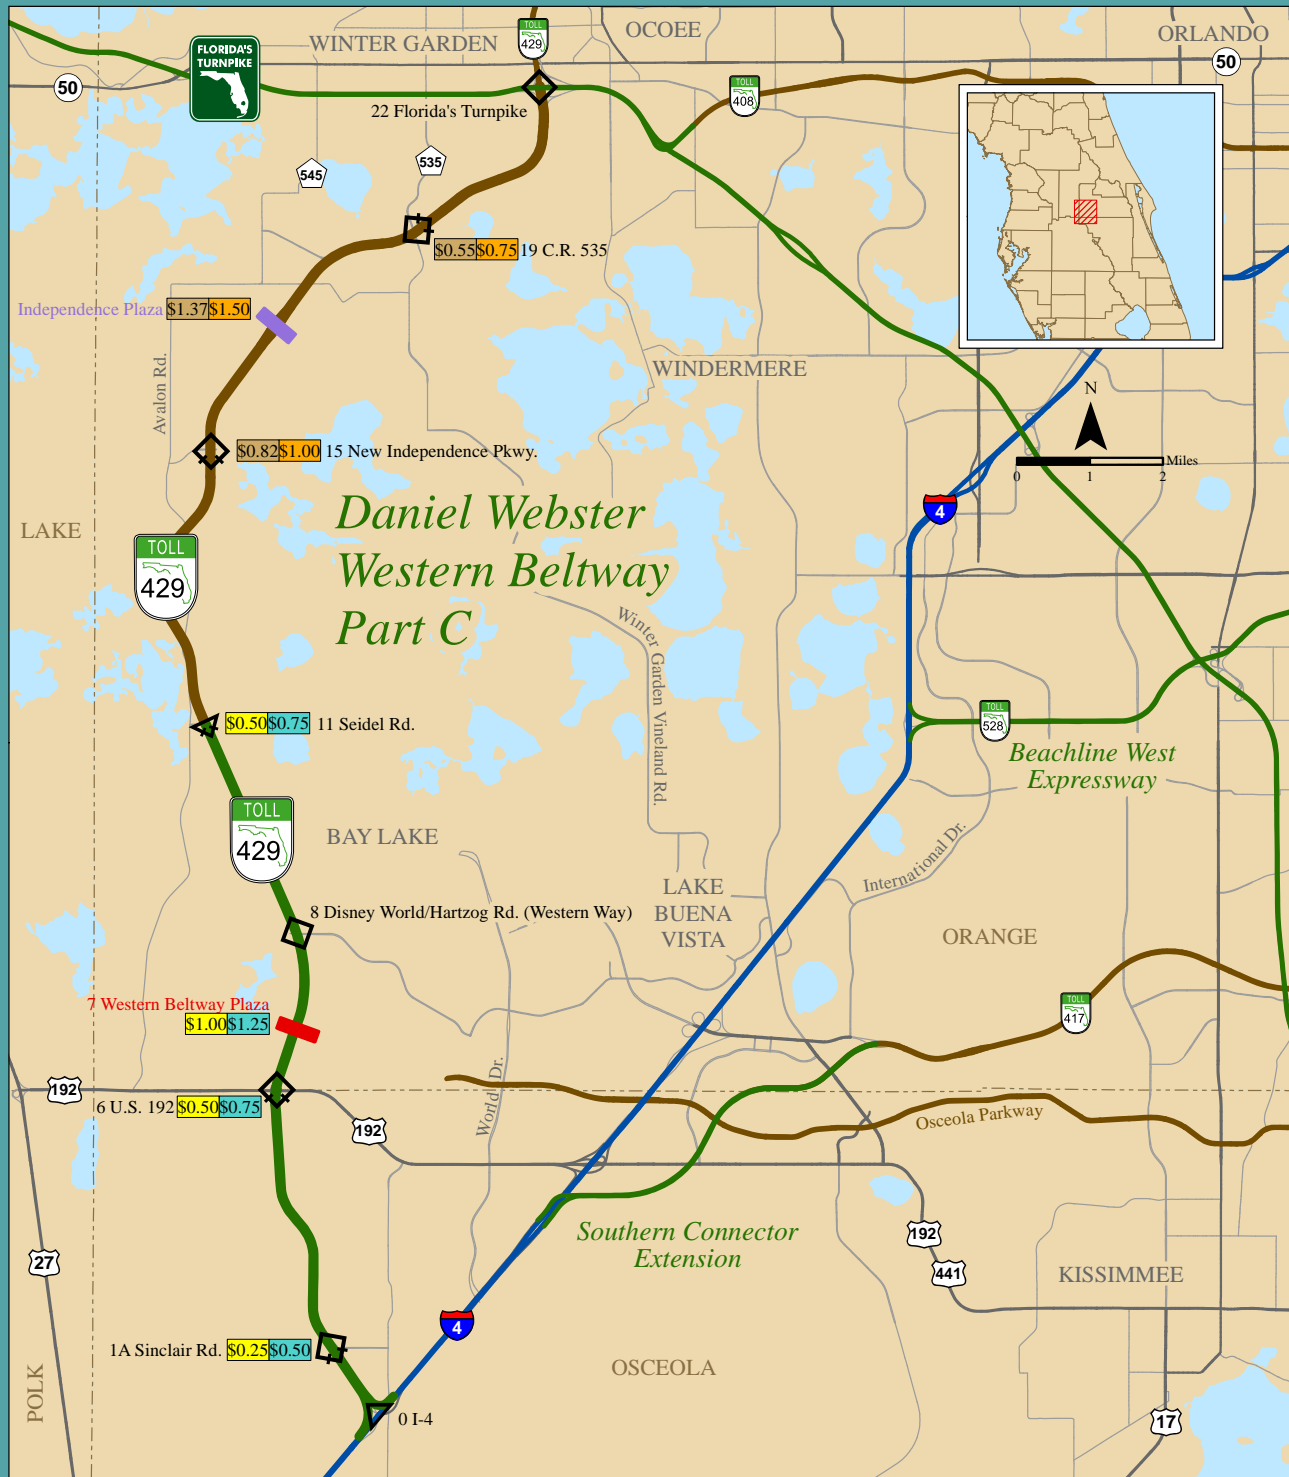 OCOEE
ORLANDO
WINTER GARDEN
TOLL
429
FLORIDA'S
TURNPIKE
50
50
TOLL
408
22 Florida's Turnpike
545
535
$0.55 $0.75 19 C.R. 535
Independence Plaza $1.37 $1.50
WINDERMERE
Avalon Rd.
N
Miles
0 1 2
$0.82 $1.00 15 New Independence Pkwy.
Daniel Webster
Western Beltway
Part C
4
LAKE
TOLL
429
Winter Garden Vineland Rd.
$0.50 $0.75 11 Seidel Rd.
TOLL
528
Beachline West
Expressway
TOLL
429
BAY LAKE
International Dr.
LAKE
BUENA
VISTA
8 Disney World/Hartzog Rd. (Western Way)
ORANGE
7 Western Beltway Plaza
$1.00 $1.25
TOLL
417
World Dr.
192
6 U.S. 192 $0.50 $0.75
192
Osceola Parkway
Southern Connector
Extension
192
27
441
KISSIMMEE
4
1A Sinclair Rd. $0.25 $0.50
OSCEOLA
POLK
0 I-4
17